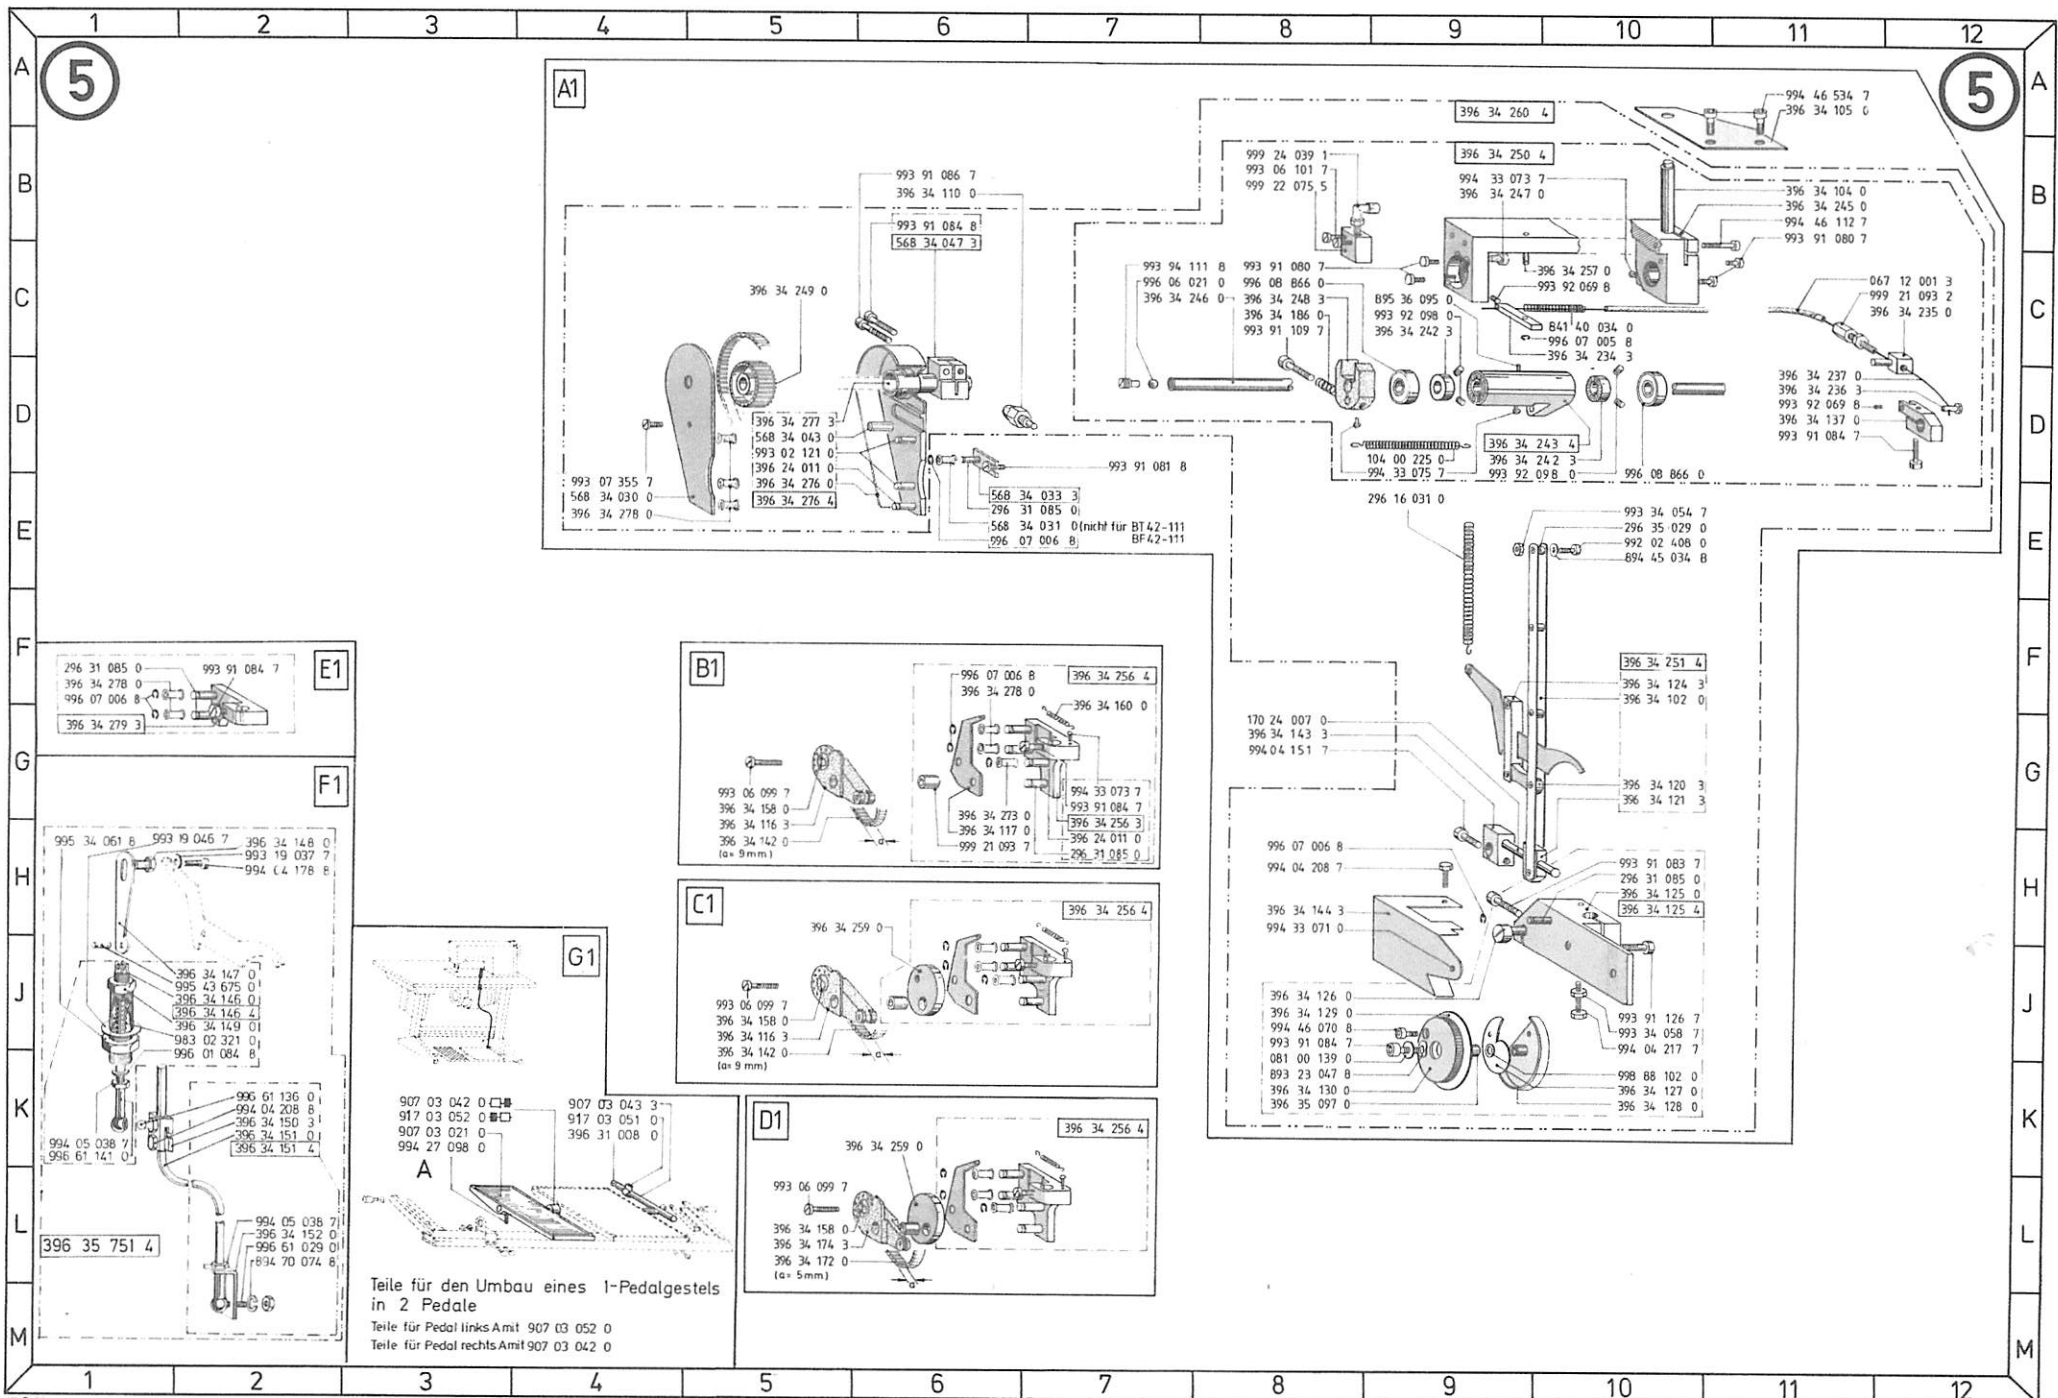 1 2 3 4 5 6 7 8 9 10 11 12
A
B
C
D
E
F
G
H
J
K
L
M
5
5
A1
993 91 086 7
396 34 110 0
993 91 084 8
568 34 047 3
396 34 249 0
396 34 277 3
568 34 043 0
993 02 121 0
396 24 011 0
396 34 276 0
396 34 276 4
993 07 355 7
568 34 030 0
396 34 278 0
993 91 081 8
568 34 033 3
296 31 085 0
568 34 031 0 (nicht für BT 42-111
996 07 006 8 BF 42-111
396 34 260 4
396 34 250 4
994 46 534 7
396 34 105 0
999 24 039 1
993 06 101 7
999 22 075 5
994 33 073 7
396 34 247 0
396 34 104 0
396 34 245 0
994 46 112 7
993 91 080 7
993 94 111 8
996 06 021 0
396 34 246 0
993 91 080 7
996 08 866 0
396 34 248 3
396 34 186 0
993 91 109 7
895 36 095 0
993 92 098 0
396 34 242 3
396 34 257 0
993 92 069 8
841 40 034 0
996 07 005 8
396 34 234 3
067 12 001 3
999 21 093 2
396 34 235 0
396 34 237 0
396 34 236 3
993 92 069 8
396 34 137 0
993 91 084 7
104 00 225 0
994 33 075 7
396 34 243 4
396 34 242 3
993 92 098 0
996 08 866 0
296 16 031 0
993 34 054 7
296 35 029 0
992 02 408 0
894 45 034 8
396 34 251 4
396 34 124 3
396 34 102 0
170 24 007 0
396 34 143 3
994 04 151 7
396 34 120 3
396 34 121 3
996 07 006 8
994 04 208 7
396 34 144 3
994 33 071 0
993 91 083 7
296 31 085 0
396 34 125 0
396 34 125 4
396 34 126 0
396 34 129 0
994 46 070 8
993 91 084 7
081 00 139 0
893 23 047 8
396 34 130 0
396 35 097 0
993 91 126 7
993 34 058 7
994 04 217 7
998 88 102 0
396 34 127 0
396 34 128 0
E1
296 31 085 0
396 34 278 0
996 07 006 8
396 34 279 3
993 91 084 7
B1
996 07 006 8
396 34 278 0
396 34 256 4
396 34 160 0
993 06 099 7
396 34 158 0
396 34 116 3
396 34 142 0
(a= 9mm)
a
396 34 273 0
396 34 117 0
999 21 093 7
994 33 073 7
993 91 084 7
396 34 256 3
396 24 011 0
296 31 085 0
C1
396 34 259 0
396 34 256 4
993 06 099 7
396 34 158 0
396 34 116 3
396 34 142 0
(a= 9 mm)
a
D1
396 34 259 0
396 34 256 4
993 06 099 7
396 34 158 0
396 34 174 3
396 34 172 0
(a= 5mm)
a
F1
995 34 061 8
993 19 046 7
396 34 148 0
993 19 037 7
994 04 178 8
396 34 147 0
995 43 675 0
396 34 146 0
396 34 146 4
396 34 149 0
983 02 321 0
996 01 084 8
996 61 136 0
994 04 208 8
396 34 150 3
396 34 151 0
396 34 151 4
994 05 038 7
996 61 141 0
994 05 038 7
396 34 152 0
996 61 029 0
894 70 074 8
396 35 751 4
G1
907 03 042 0
917 03 052 0
907 03 021 0
994 27 098 0
A
907 03 043 3
917 03 051 0
396 31 008 0
Teile für den Umbau eines 1-Pedalgestels
in 2 Pedale
Teile für Pedal links A mit 907 03 052 0
Teile für Pedal rechts A mit 907 03 042 0
A
B
C
D
E
F
G
H
J
K
L
M
1 2 3 4 5 6 7 8 9 10 11 12